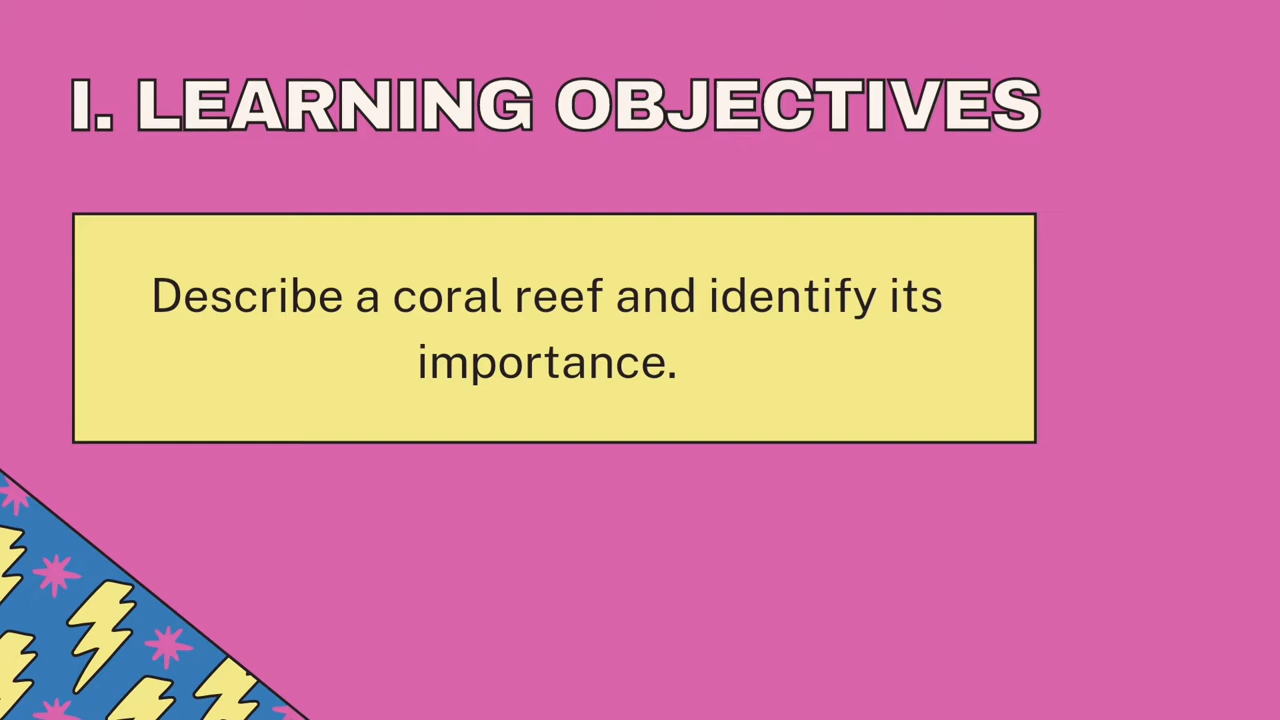 I. LEARNING OBJECTIVES
Describe a coral reef and identify its
importance.